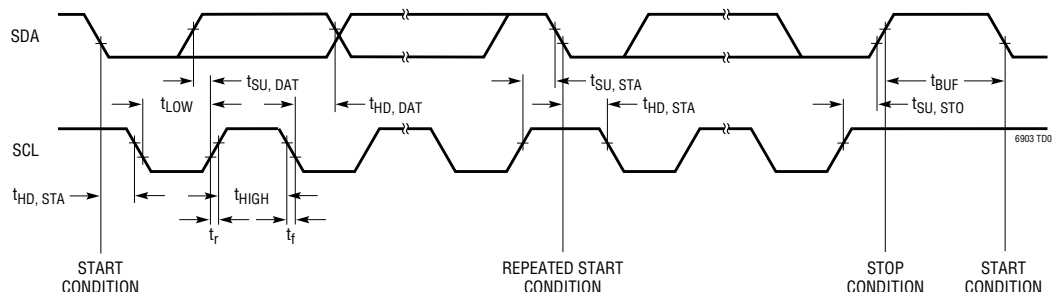 SDA
tSU, DAT
tSU, STA
tBUF
tLOW
tHD, DAT
tHD, STA
tSU, STO
SCL
6903 TD0
tHD, STA
tHIGH
tr
tf
START
CONDITION
REPEATED START
CONDITION
STOP
CONDITION
START
CONDITION